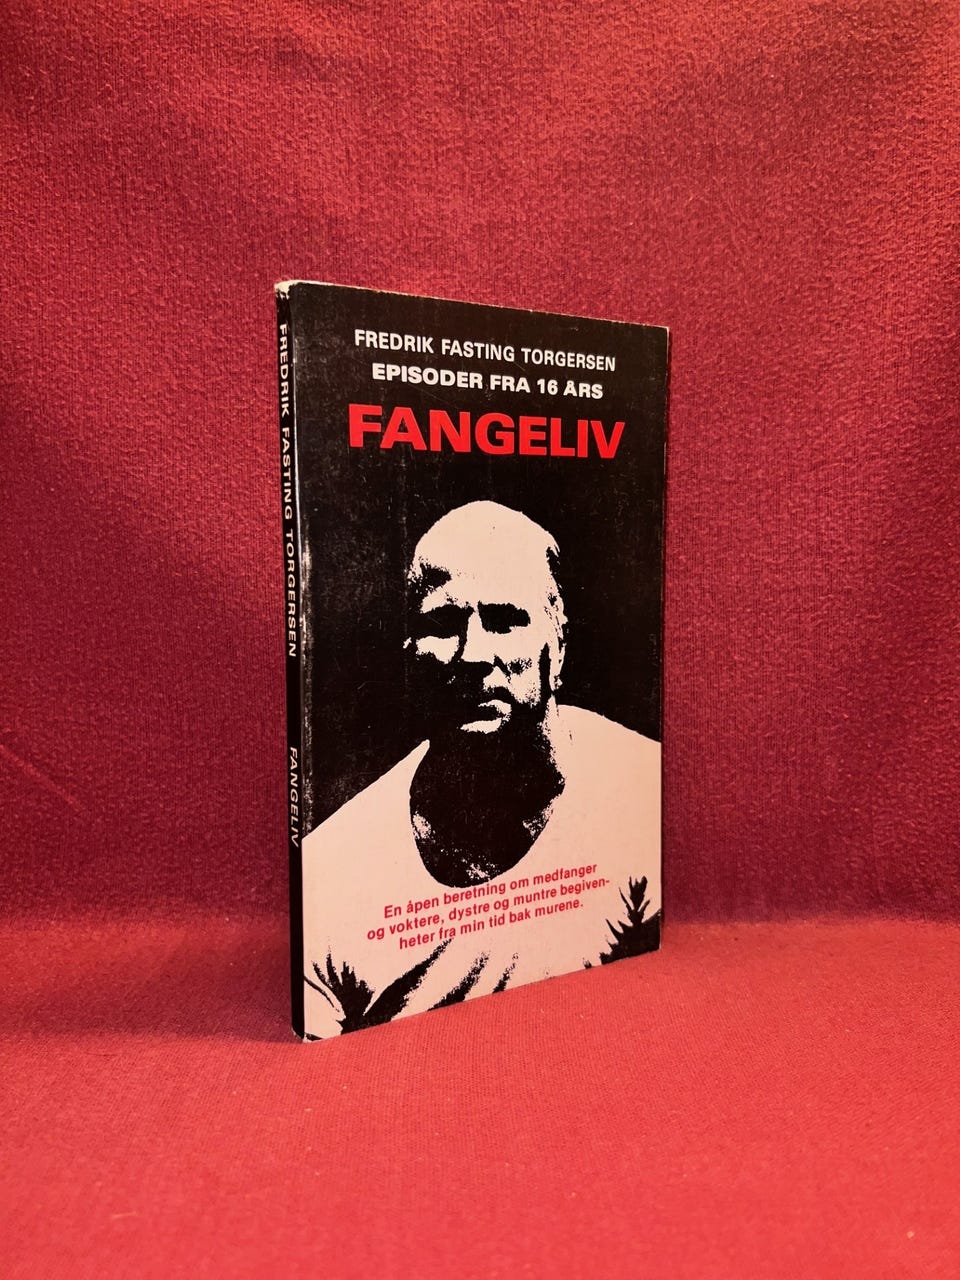 FREDRIK FASTING TORGERSEN
EPISODER FRA 16 ÅRS
FANGELIV
En åpen beretning om medfanger
og voktere, dystre og muntre begiven-
heter fra min tid bak murene.
FREDRIK FASTING TORGERSEN FANGELIV